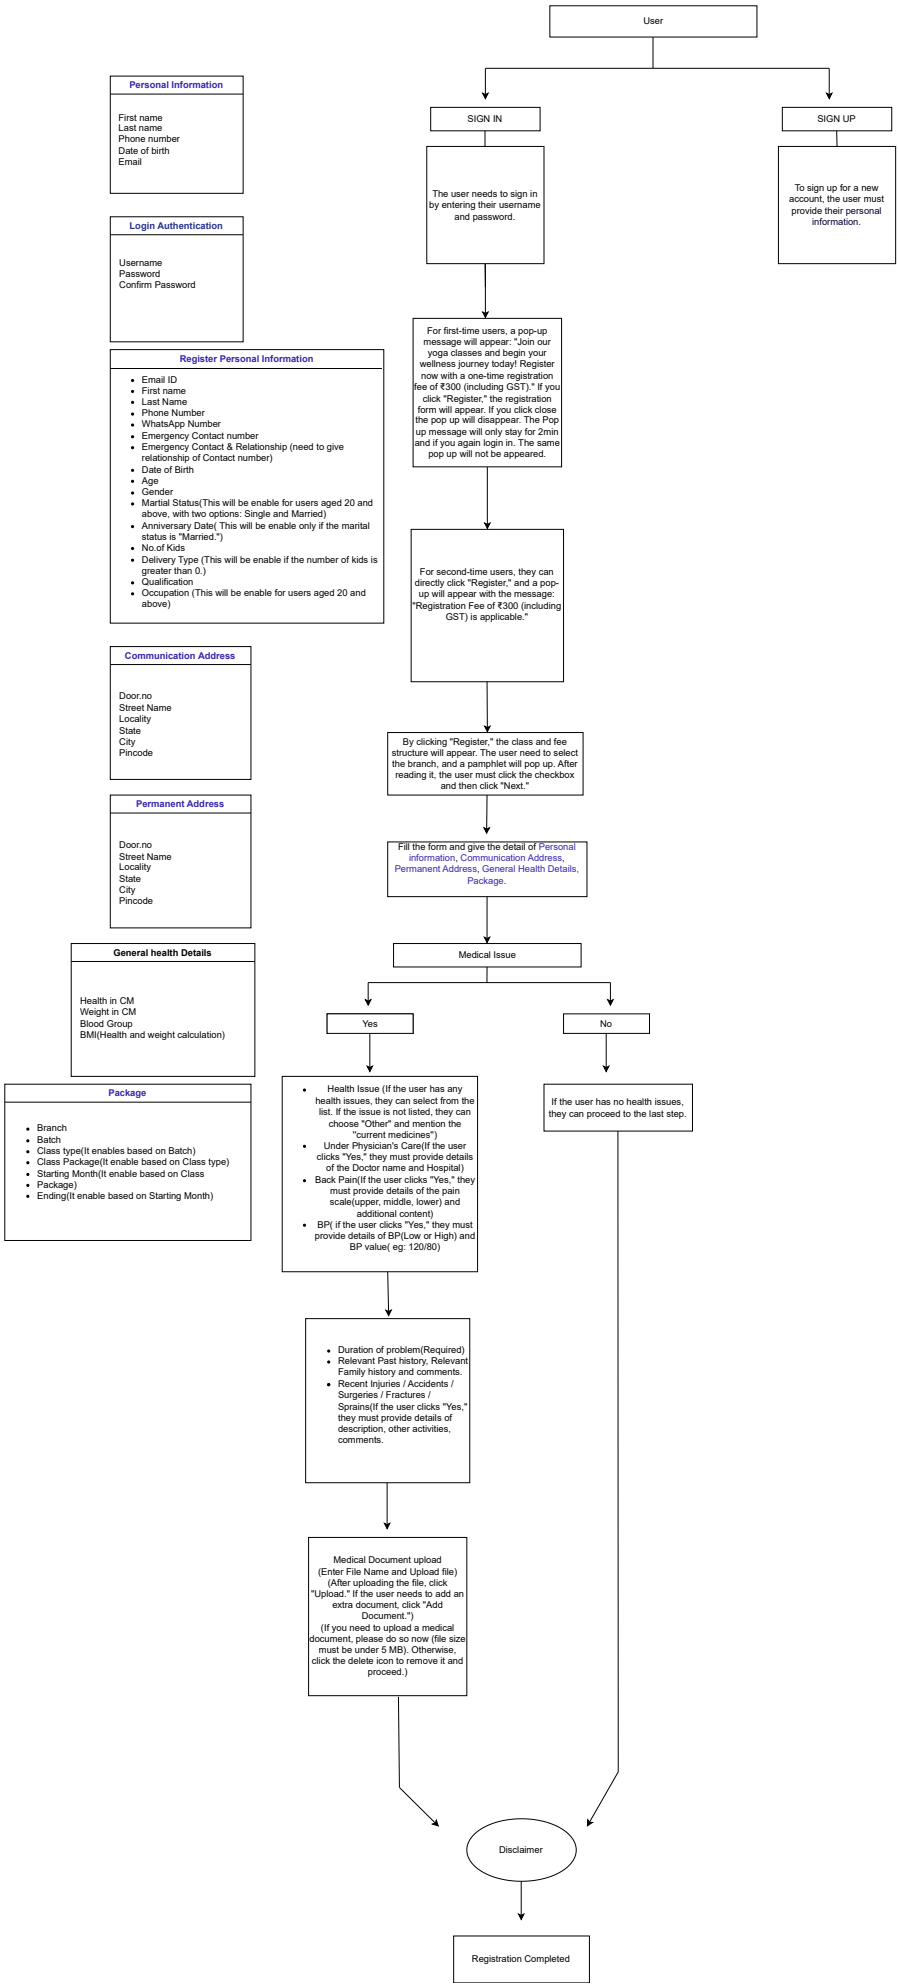 User
SIGN IN
SIGN UP
The user needs to sign in
by entering their username
and password.
To sign up for a new
account, the user must
provide their personal
information.
Personal Information
First name
Last name
Phone number
Date of birth
Email
Login Authentication
Username
Password
Confirm Password
Register Personal Information
Email ID
First name
Last Name
Phone Number
WhatsApp Number
Emergency Contact number
Emergency Contact & Relationship (need to give
relationship of Contact number)
Date of Birth
Age
Gender
Martial Status(This will be enable for users aged 20 and
above, with two options: Single and Married)
Anniversary Date( This will be enable only if the marital
status is "Married.")
No.of Kids
Delivery Type (This will be enable if the number of kids is
greater than 0.)
Qualification
Occupation (This will be enable for users aged 20 and
above)
Communication Address
Door.no
Street Name
Locality
State
City
Pincode
Permanent Address
Door.no
Street Name
Locality
State
City
Pincode
General health Details
Health in CM
Weight in CM
Blood Group
BMI(Health and weight calculation)
Package
Branch
Batch
Class type(It enables based on Batch)
Class Package(It enable based on Class type)
Starting Month(It enable based on Class
Package)
Ending(It enable based on Starting Month)
For first-time users, a pop-up
message will appear: "Join our
yoga classes and begin your
wellness journey today! Register
now with a one-time registration
fee of ₹300 (including GST)." If you
click "Register," the registration
form will appear. If you click close
the pop up will disappear. The Pop
up message will only stay for 2min
and if you again login in. The same
pop up will not be appeared.
For second-time users, they can
directly click "Register," and a pop-
up will appear with the message:
"Registration Fee of ₹300 (including
GST) is applicable."
By clicking "Register," the class and fee
structure will appear. The user need to select
the branch, and a pamphlet will pop up. After
reading it, the user must click the checkbox
and then click "Next."
Fill the form and give the detail of Personal
information, Communication Address,
Permanent Address, General Health Details,
Package.
Medical Issue
Yes
No
Health Issue (If the user has any
health issues, they can select from the
list. If the issue is not listed, they can
choose "Other" and mention the
"current medicines")
Under Physician's Care(If the user
clicks "Yes," they must provide details
of the Doctor name and Hospital)
Back Pain(If the user clicks "Yes," they
must provide details of the pain
scale(upper, middle, lower) and
additional content)
BP( if the user clicks "Yes," they must
provide details of BP(Low or High) and
BP value( eg: 120/80)
If the user has no health issues,
they can proceed to the last step.
Duration of problem(Required)
Relevant Past history, Relevant
Family history and comments.
Recent Injuries / Accidents /
Surgeries / Fractures /
Sprains(If the user clicks "Yes,"
they must provide details of
description, other activities,
comments.
Medical Document upload
(Enter File Name and Upload file)
(After uploading the file, click
"Upload." If the user needs to add an
extra document, click "Add
Document.")
(If you need to upload a medical
document, please do so now (file size
must be under 5 MB). Otherwise,
click the delete icon to remove it and
proceed.)
Disclaimer
Registration Completed